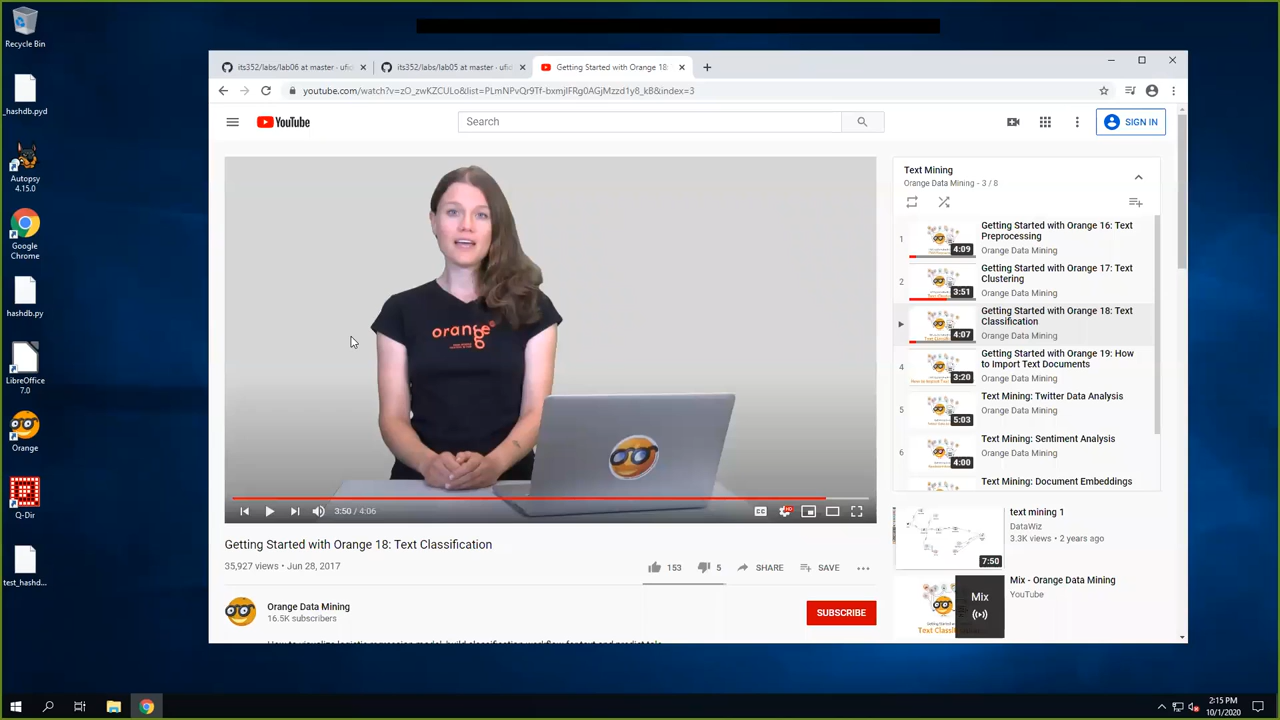 Recycle Bin
_hashdb.pyd
Autopsy
4.15.0
Google
Chrome
hashdb.py
LibreOffice
7.0
Orange
Q-Dir
test_hashd...
its352/labs/lab06 at master · ufid
its352/labs/lab05 at master · ufid
Getting Started with Orange 18:
youtube.com/watch?v=zO_zwKZCULo&list=PLmNPvQr9Tf-bxmjIFRg0AGjMzzd1y8_kB&index=3
YouTube
Search
SIGN IN
orange
3:50 / 4:06
CC
HD
Getting Started with Orange 18: Text Classification
35,927 views • Jun 28, 2017
153
5
SHARE
SAVE
Orange Data Mining
16.5K subscribers
SUBSCRIBE
Text Mining
Orange Data Mining - 3 / 8
1
4:09
Getting Started with Orange 16: Text
Preprocessing
Orange Data Mining
2
3:51
Getting Started with Orange 17: Text
Clustering
Orange Data Mining
4:07
Getting Started with Orange 18: Text
Classification
Orange Data Mining
4
3:20
Getting Started with Orange 19: How
to Import Text Documents
Orange Data Mining
5
5:03
Text Mining: Twitter Data Analysis
Orange Data Mining
6
4:00
Text Mining: Sentiment Analysis
Orange Data Mining
Text Mining: Document Embeddings
7:50
text mining 1
DataWiz
3.3K views • 2 years ago
Mix
Mix - Orange Data Mining
YouTube
2:15 PM
10/1/2020